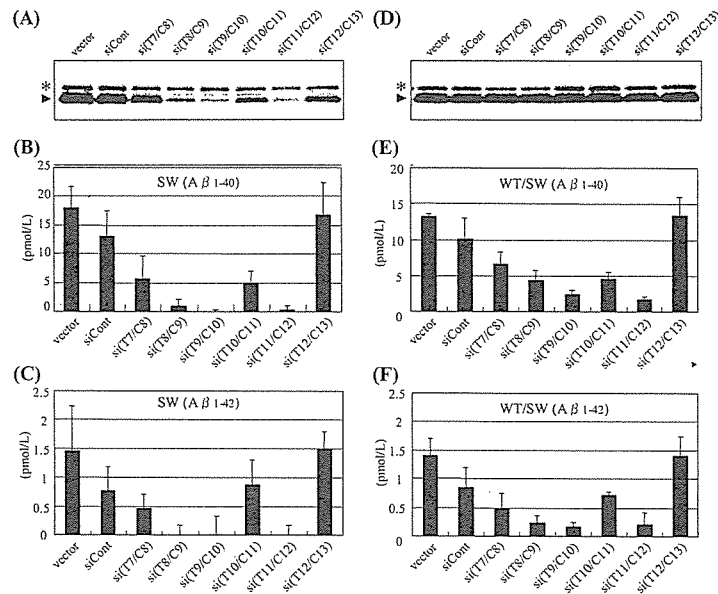 (A)
vector
siCont
si(T7/C8)
si(T8/C9)
si(T9/C10)
si(T10/C11)
si(T11/C12)
si(T12/C13)
*
(D)
vector
siCont
si(T7/C8)
si(T8/C9)
si(T9/C10)
si(T10/C11)
si(T11/C12)
si(T12/C13)
*
(B)
SW (Aβ1-40)
(pmol/L)
25
20
15
10
5
0
vector
siCont
si(T7/C8)
si(T8/C9)
si(T9/C10)
si(T10/C11)
si(T11/C12)
si(T12/C13)
(E)
WT/SW (Aβ1-40)
(pmol/L)
20
15
10
5
0
vector
siCont
si(T7/C8)
si(T8/C9)
si(T9/C10)
si(T10/C11)
si(T11/C12)
si(T12/C13)
(C)
SW (Aβ1-42)
(pmol/L)
2.5
2
1.5
1
0.5
0
vector
siCont
si(T7/C8)
si(T8/C9)
si(T9/C10)
si(T10/C11)
si(T11/C12)
si(T12/C13)
(F)
WT/SW (Aβ1-42)
(pmol/L)
2.5
2
1.5
1
0.5
0
vector
siCont
si(T7/C8)
si(T8/C9)
si(T9/C10)
si(T10/C11)
si(T11/C12)
si(T12/C13)